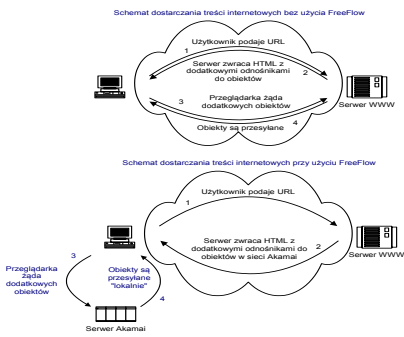 Schemat dostarczania treści internetowych bez użycia FreeFlow
1
Użytkownik podaje URL
Serwer zwraca HTML z
dodatkowymi odnośnikami
do obiektów
2
3
Przeglądarka żąda
dodatkowych obiektów
4
Obiekty są przesyłane
Serwer WWW
Schemat dostarczania treści internetowych przy użyciu FreeFlow
1
Użytkownik podaje URL
Serwer zwraca HTML z
dodatkowymi odnośnikami do
obiektów w sieci Akamai
2
Serwer WWW
3
Przeglądarka
żąda
dodatkowych
obiektów
Obiekty są
przesyłane
"lokalnie"
4
Serwer Akamai